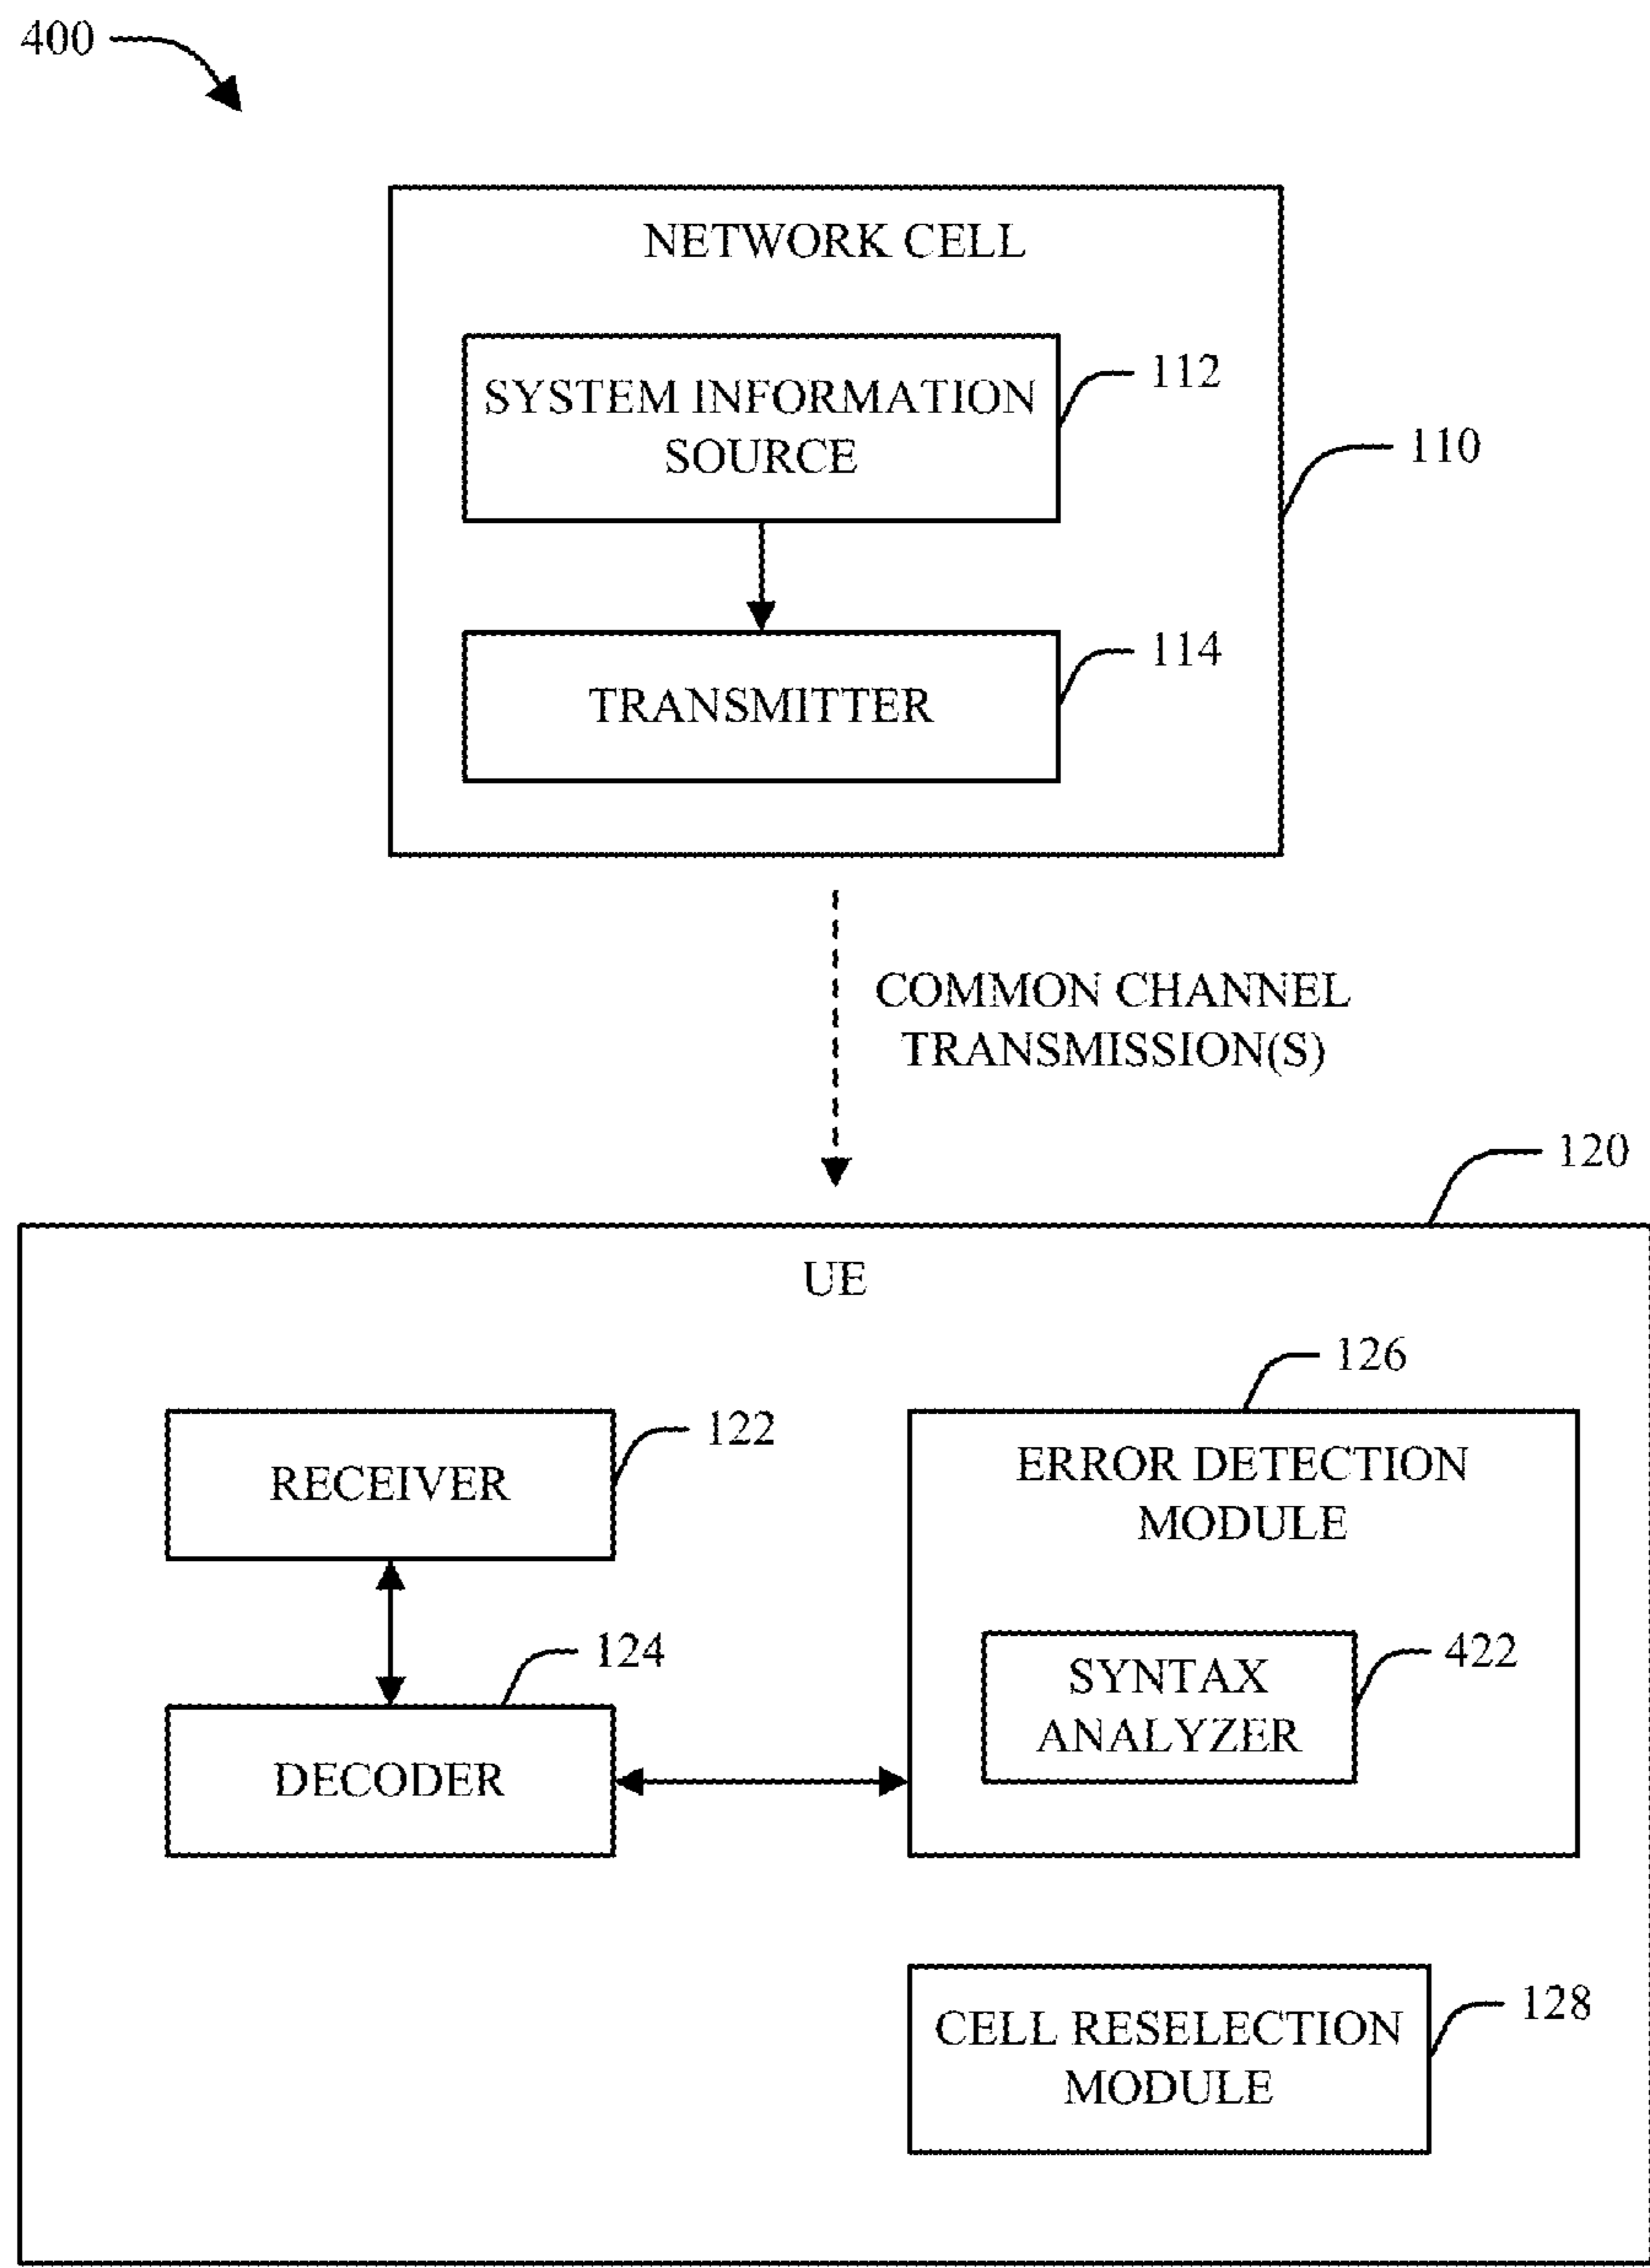 400
NETWORK CELL
SYSTEM INFORMATION
SOURCE
112
110
TRANSMITTER
114
COMMON CHANNEL
TRANSMISSION(S)
120
UE
126
RECEIVER
122
ERROR DETECTION
MODULE
DECODER
124
SYNTAX
ANALYZER
422
CELL RESELECTION
MODULE
128